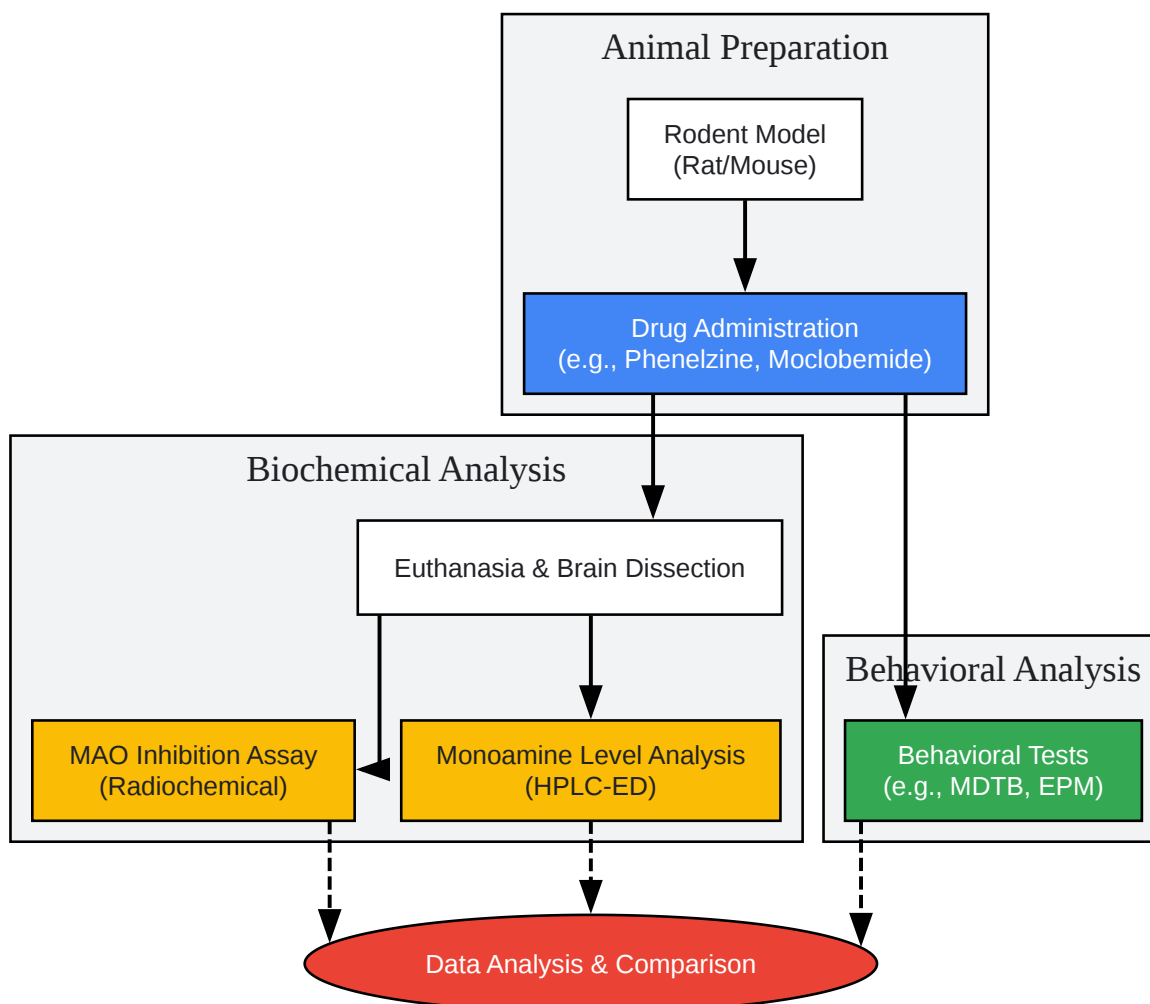 Animal Preparation
Rodent Model
(Rat/Mouse)
Drug Administration
(e.g., Phenelzine, Moclobemide)
Biochemical Analysis
Euthanasia & Brain Dissection
MAO Inhibition Assay
(Radiochemical)
Monoamine Level Analysis
(HPLC-ED)
Behavioral Analysis
Behavioral Tests
(e.g., MDTB, EPM)
Data Analysis & Comparison